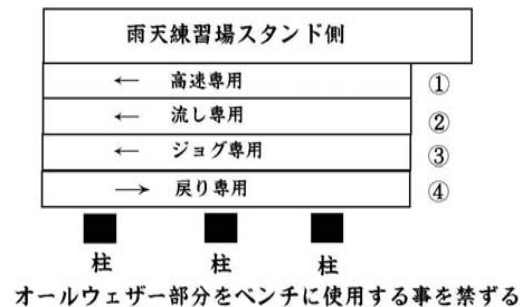 雨天練習場スタンド側
← 高速専用 ①
← 流し専用 ②
← ジョグ専用 ③
→ 戻り専用 ④
柱 柱 柱
オールウェザー部分をベンチに使用する事を禁ずる